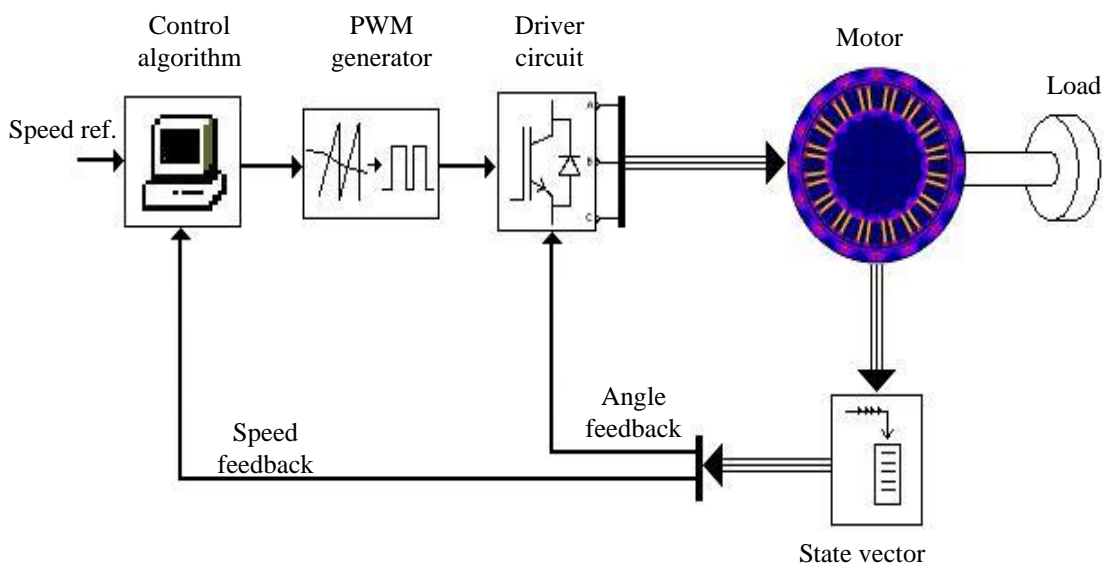 Control
algorithm
PWM
generator
Driver
circuit
Motor
Load
Speed ref.
A
B
C
Angle
feedback
Speed
feedback
State vector